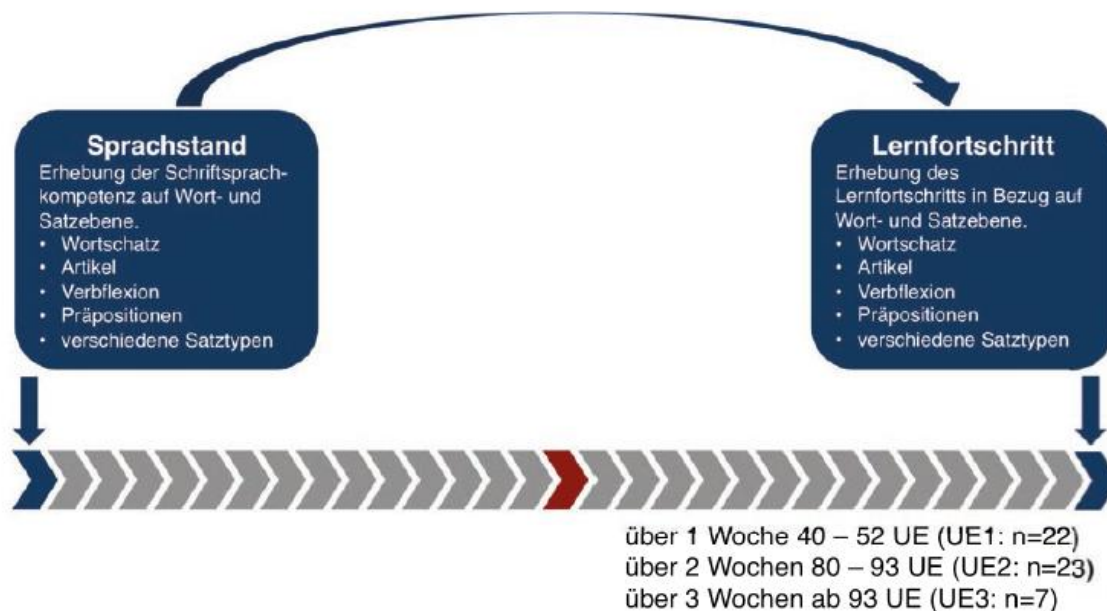 Sprachstand
Erhebung der Schriftsprach-
kompetenz auf Wort- und
Satzebene.
• Wortschatz
• Artikel
• Verbflexion
• Präpositionen
• verschiedene Satztypen
Lernfortschritt
Erhebung des
Lernfortschritts in Bezug auf
Wort- und Satzebene.
• Wortschatz
• Artikel
• Verbflexion
• Präpositionen
• verschiedene Satztypen
über 1 Woche 40 – 52 UE (UE1: n=22)
über 2 Wochen 80 – 93 UE (UE2: n=23)
über 3 Wochen ab 93 UE (UE3: n=7)